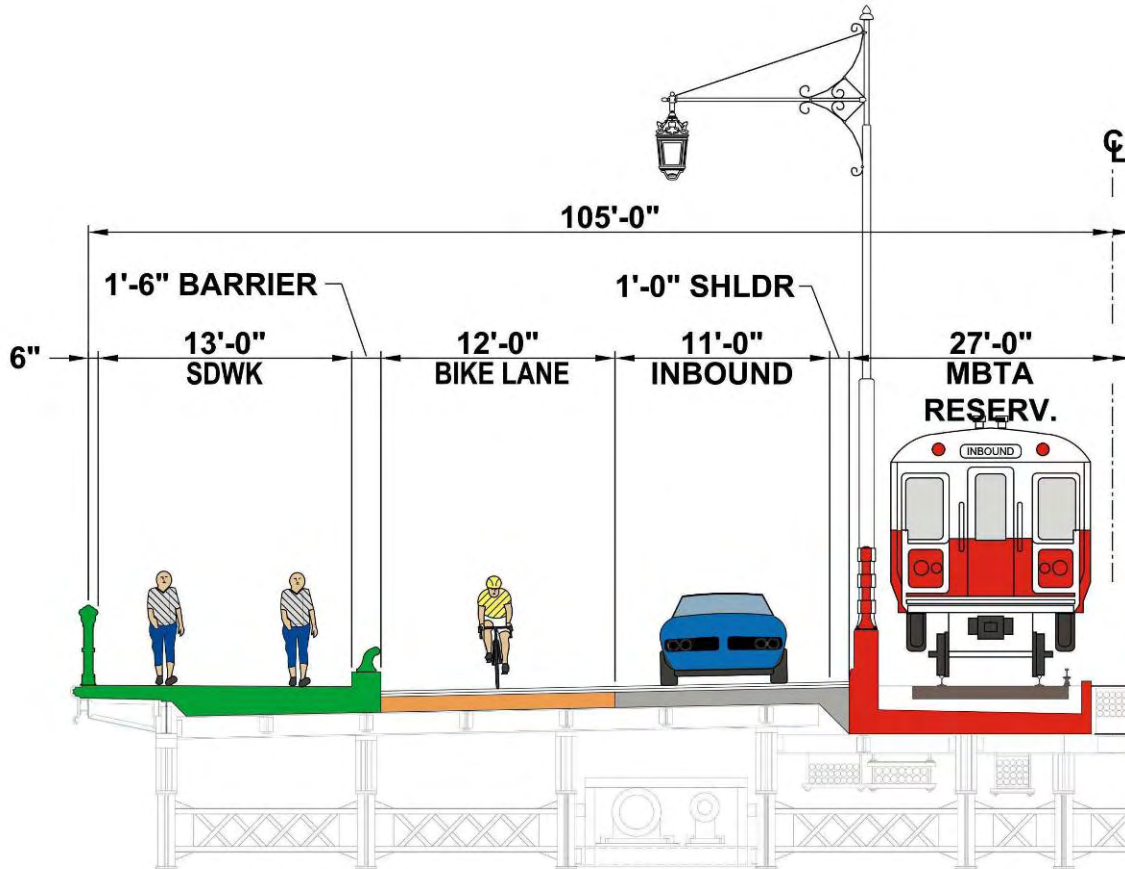 ℄
105'-0"
1'-6" BARRIER
1'-0" SHLDR
6"
13'-0"
SDWK
12'-0"
BIKE LANE
11'-0"
INBOUND
27'-0"
MBTA
RESERV.
INBOUND